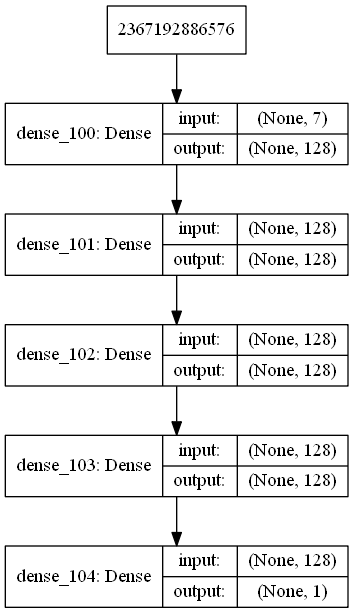 2367192886576
dense_100: Dense
input:
(None, 7)
output:
(None, 128)
dense_101: Dense
input:
(None, 128)
output:
(None, 128)
dense_102: Dense
input:
(None, 128)
output:
(None, 128)
dense_103: Dense
input:
(None, 128)
output:
(None, 128)
dense_104: Dense
input:
(None, 128)
output:
(None, 1)